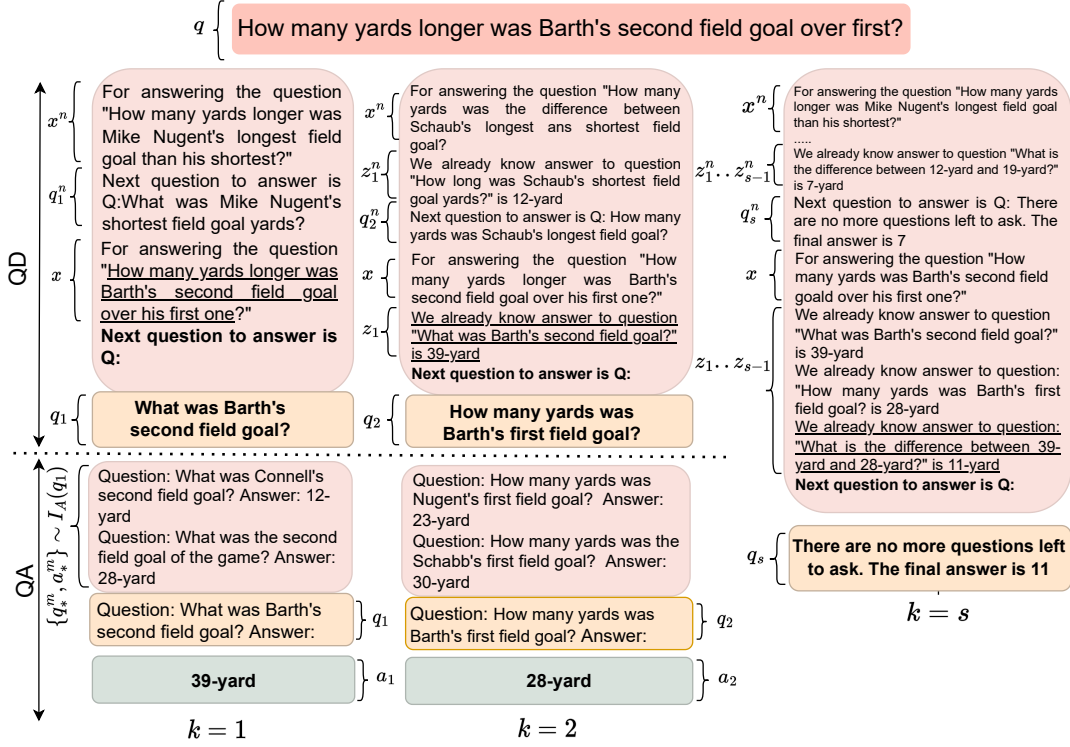 q
How many yards longer was Barth's second field goal over first?
QD
x^n
For answering the question
"How many yards longer was
Mike Nugent's longest field
goal than his shortest?"
q_1^n
Next question to answer is
Q:What was Mike Nugent's
shortest field goal yards?
x
For answering the question
"How many yards longer was
Barth's second field goal
over his first one?"
Next question to answer is
Q:
q_1
What was Barth's
second field goal?
x^n
For answering the question "How many
yards was the difference between
Schaub's longest ans shortest field
goal?
z_1^n
We already know answer to question
"How long was Schaub's shortest field
goal yards?" is 12-yard
q_2^n
Next question to answer is Q: How many
yards was Schaub's longest field goal?
x
For answering the question "How
many yards longer was Barth's
second field goal over his first one?"
z_1
We already know answer to question
"What was Barth's second field goal?"
is 39-yard
Next question to answer is Q:
q_2
How many yards was
Barth's first field goal?
x^n
For answering the question "How many yards
longer was Mike Nugent's longest field goal
than his shortest?"
.....
z_1^n..z_{s-1}^n
We already know answer to question "What is
the difference between 12-yard and 19-yard?"
is 7-yard
q_s^n
Next question to answer is Q: There
are no more questions left to ask. The
final answer is 7
x
For answering the question "How
many yards was Barth's second field
goald over his first one?"
z_1..z_{s-1}
We already know answer to question
"What was Barth's second field goal?"
is 39-yard
We already know answer to question:
"How many yards was Barth's first
field goal? is 28-yard
We already know answer to question:
"What is the difference between 39-
yard and 28-yard?" is 11-yard
Next question to answer is Q:
q_s
There are no more questions left
to ask. The final answer is 11
k = s
QA
{q_*^m, a_*^m} ~ I_A(q_1)
Question: What was Connell's
second field goal? Answer: 12-
yard
Question: What was the second
field goal of the game? Answer:
28-yard
Question: What was Barth's
second field goal? Answer:
q_1
39-yard
a_1
k = 1
Question: How many yards was
Nugent's first field goal? Answer:
23-yard
Question: How many yards was the
Schabb's first field goal? Answer:
30-yard
Question: How many yards was
Barth's first field goal? Answer:
q_2
28-yard
a_2
k = 2